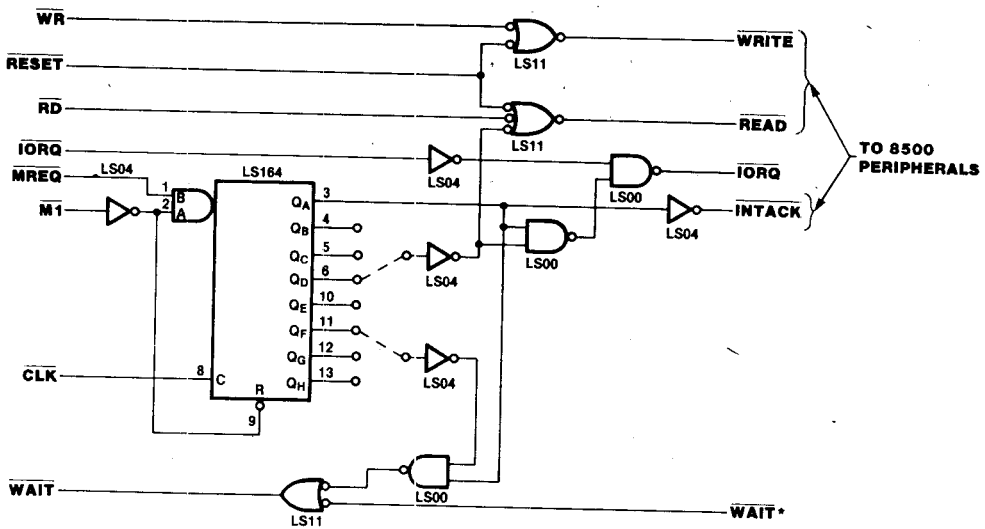 WR
WRITE
LS11
RESET
RD
READ
LS11
TO 8500
PERIPHERALS
IORQ
LS04
IORQ
LS00
MREQ
LS04
LS164
1
B
2
A
M1
QA
3
INTACK
LS04
QB
4
LS00
QC
5
QD
6
LS04
QE
10
QF
11
QG
12
LS04
QH
13
CLK
8
C
R
9
WAIT
LS00
LS11
WAIT*